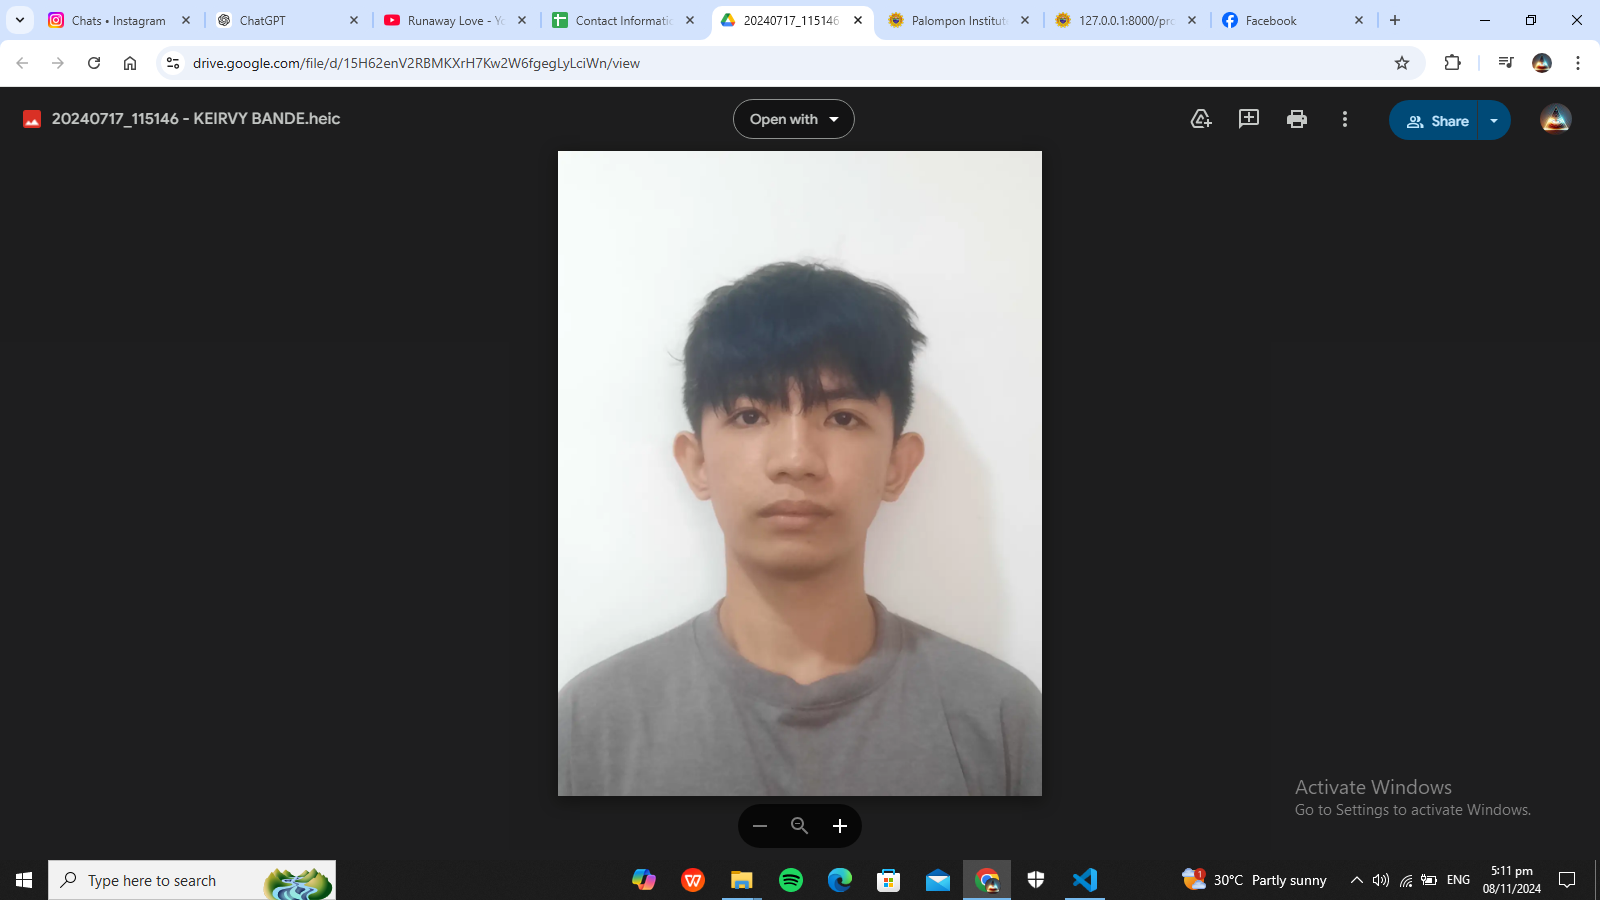 Chats • Instagram
ChatGPT
Runaway Love - Yo
Contact Informatio
20240717_115146
Palompon Institute
127.0.0.1:8000/pro
Facebook
drive.google.com/file/d/15H62enV2RBMKXrH7Kw2W6fgegLyLciWn/view
20240717_115146 - KEIRVY BANDE.heic
Open with
Share
Activate Windows
Go to Settings to activate Windows.
Type here to search
1
30°C Partly sunny
ENG
5:11 pm
08/11/2024